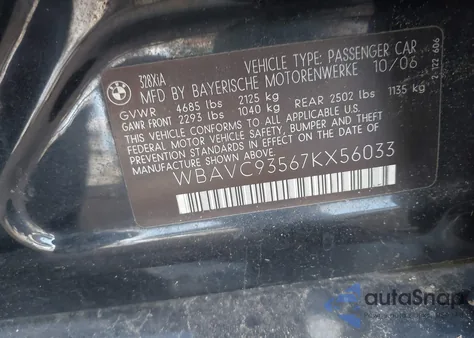 BMW
328XiA
VEHICLE TYPE: PASSENGER CAR
MFD BY BAYERISCHE MOTORENWERKE 10/06
GVWR 4685 lbs 2125 kg
GAWR FRONT 2293 lbs 1040 kg REAR 2502 lbs 1135 kg
THIS VEHICLE CONFORMS TO ALL APPLICABLE
FEDERAL MOTOR VEHICLE SAFETY, BUMPER AND THEFT
PREVENTION STANDARDS IN EFFECT ON THE DATE OF
MANUFACTURE SHOWN ABOVE.
WBAVC93567KX56033
autoSnap